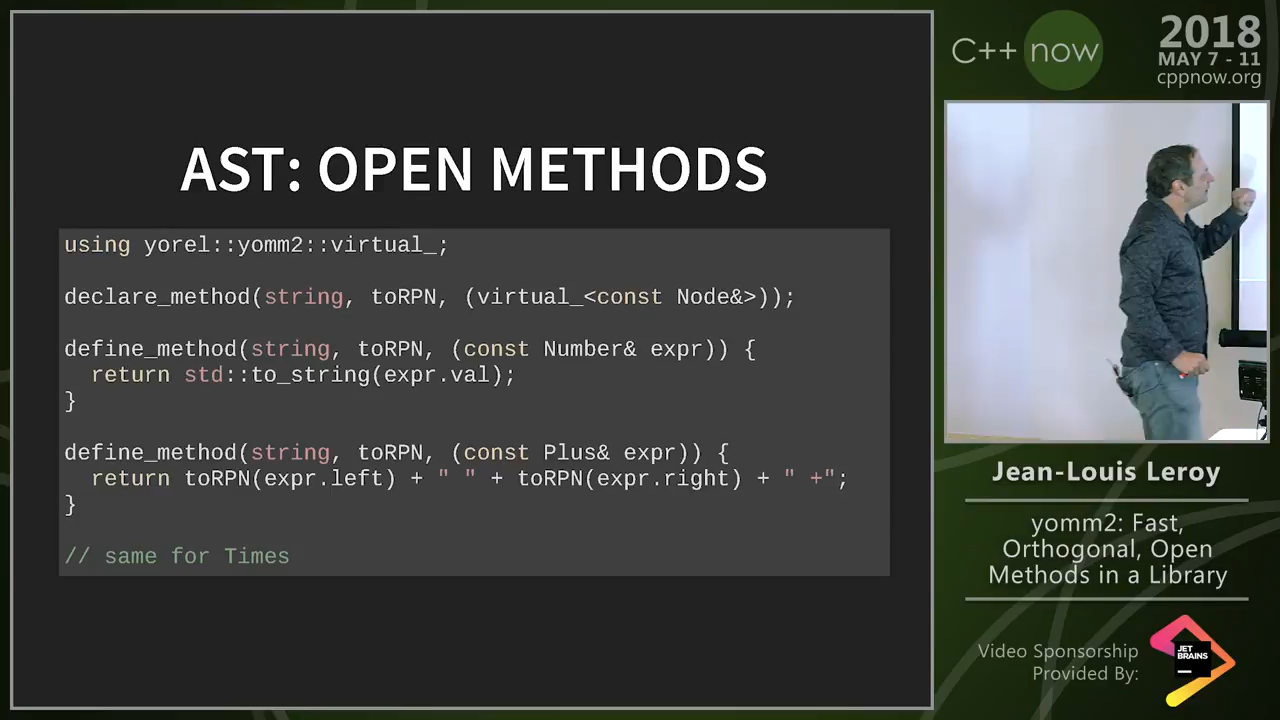 AST: OPEN METHODS
using yorel::yomm2::virtual_;
declare_method(string, toRPN, (virtual_<const Node&>));
define_method(string, toRPN, (const Number& expr)) {
  return std::to_string(expr.val);
}
define_method(string, toRPN, (const Plus& expr)) {
  return toRPN(expr.left) + " " + toRPN(expr.right) + " +";
}
// same for Times
C++ now
2018
MAY 7 - 11
cppnow.org
Jean-Louis Leroy
yomm2: Fast,
Orthogonal, Open
Methods in a Library
Video Sponsorship
Provided By:
JET
BRAINS